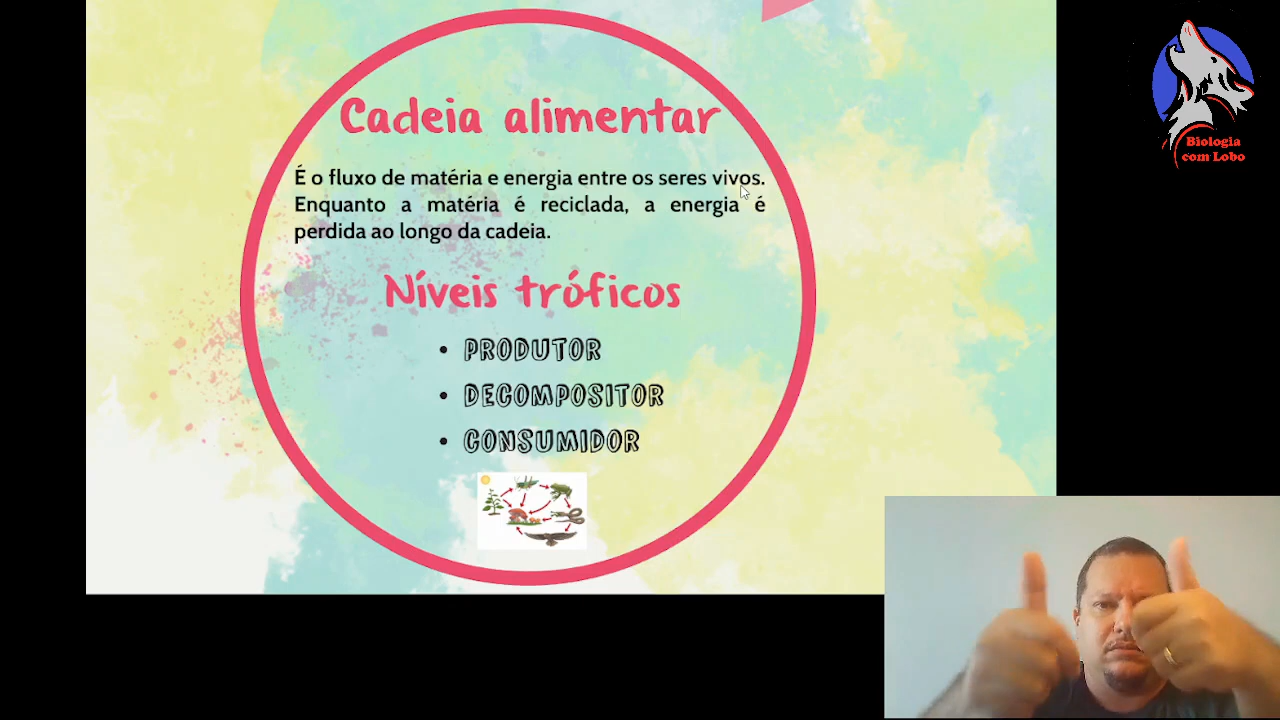 Cadeia alimentar
É o fluxo de matéria e energia entre os seres vivos.
Enquanto a matéria é reciclada, a energia é
perdida ao longo da cadeia.
Níveis tróficos
• PRODUTOR
• DECOMPOSITOR
• CONSUMIDOR
Biologia
com Lobo